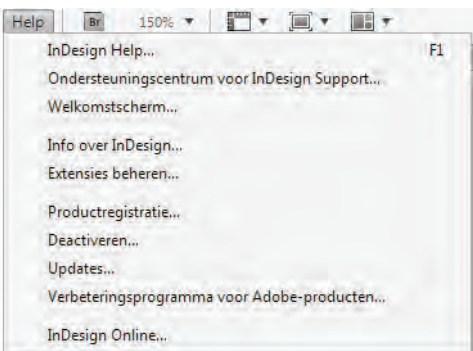 Help Br 150%
InDesign Help... F1
Ondersteuningscentrum voor InDesign Support...
Welkomstscherm...
Info over InDesign...
Extensies beheren...
Productregistratie...
Deactiveren...
Updates...
Verbeteringsprogramma voor Adobe-producten...
InDesign Online...